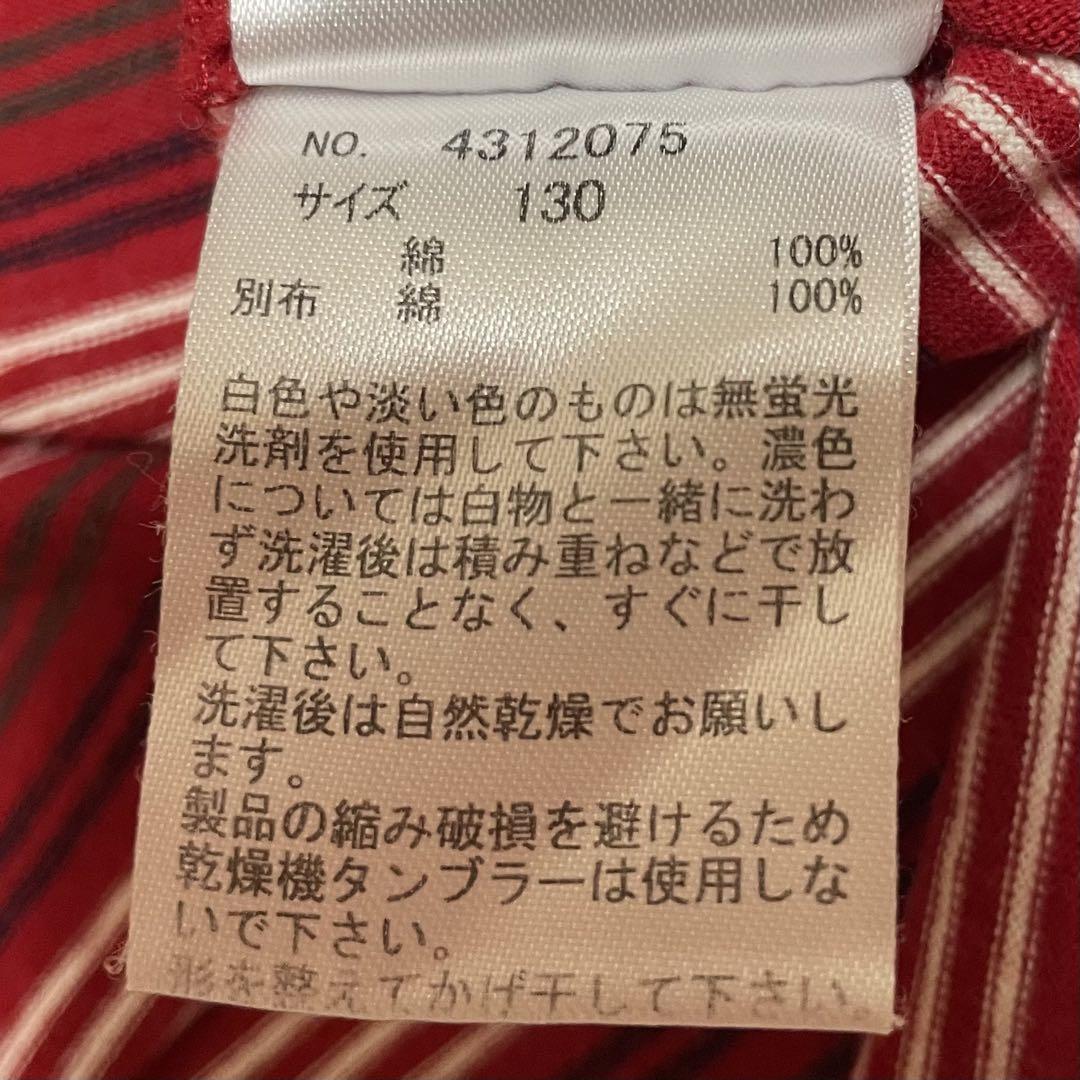 NO. 4312075
サイズ 130
綿 100%
別布 綿 100%
白色や淡い色のものは無蛍光
洗剤を使用して下さい。濃色
については白物と一緒に洗わ
ず洗濯後は積み重ねなどで放
置することなく、すぐに干し
て下さい。
洗濯後は自然乾燥でお願いし
ます。
製品の縮み破損を避けるため
乾燥機タンブラーは使用しな
いで下さい。
形を整えてかげ干して下さい。